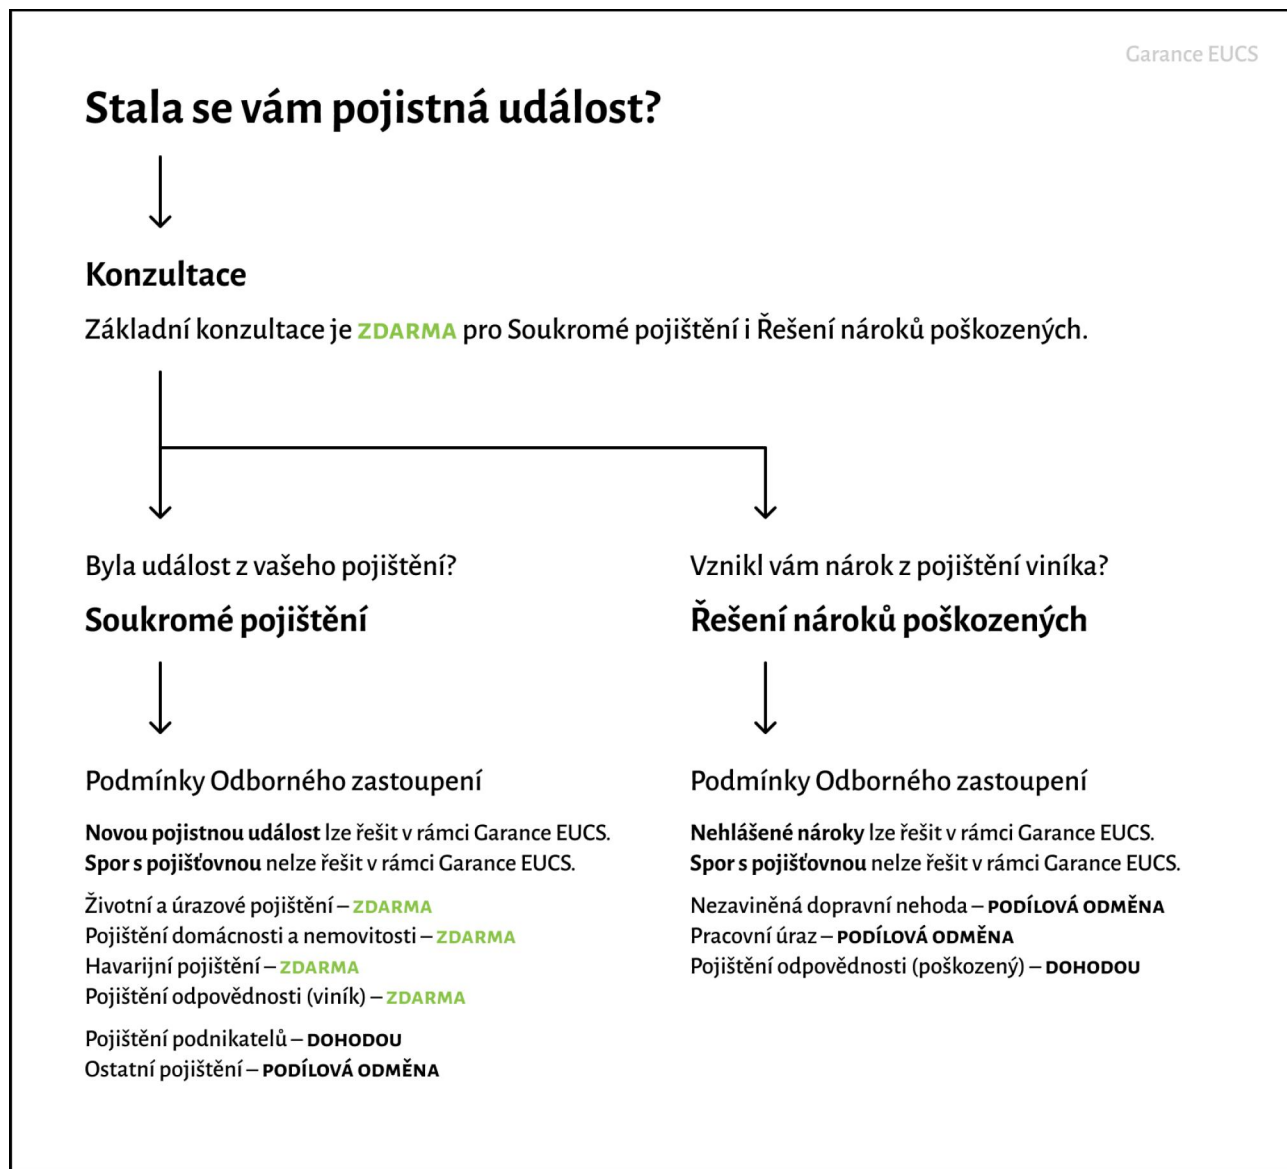 Garance EUCS
Stala se vám pojistná událost?
Konzultace
Základní konzultace je ZDARMA pro Soukromé pojištění i Řešení nároků poškozených.
Byla událost z vašeho pojištění?
Soukromé pojištění
Podmínky Odborného zastoupení
Novou pojistnou událost lze řešit v rámci Garance EUCS.
Spor s pojišťovnou nelze řešit v rámci Garance EUCS.
Životní a úrazové pojištění – ZDARMA
Pojištění domácnosti a nemovitosti – ZDARMA
Havarijní pojištění – ZDARMA
Pojištění odpovědnosti (viník) – ZDARMA
Pojištění podnikatelů – DOHODOU
Ostatní pojištění – PODÍLOVÁ ODMĚNA
Vznikl vám nárok z pojištění viníka?
Řešení nároků poškozených
Podmínky Odborného zastoupení
Nehlášené nároky lze řešit v rámci Garance EUCS.
Spor s pojišťovnou nelze řešit v rámci Garance EUCS.
Nezaviněná dopravní nehoda – PODÍLOVÁ ODMĚNA
Pracovní úraz – PODÍLOVÁ ODMĚNA
Pojištění odpovědnosti (poškozený) – DOHODOU